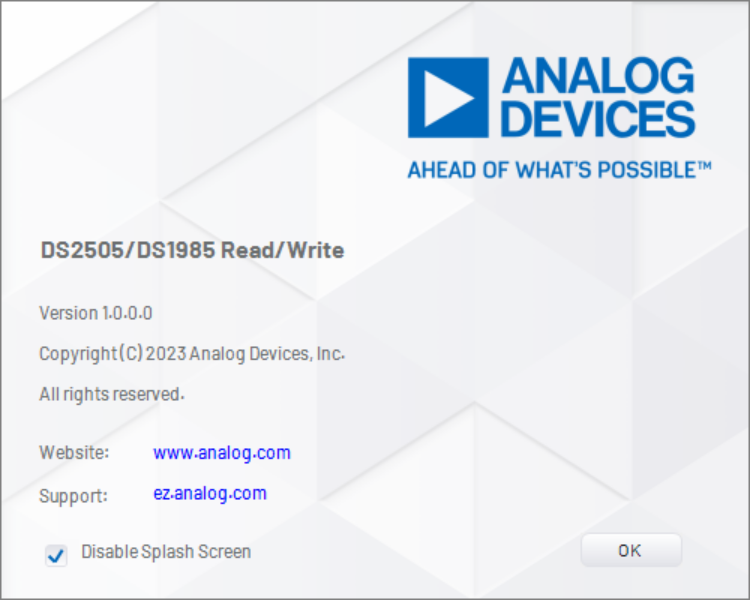 ANALOG
DEVICES
AHEAD OF WHAT'S POSSIBLE™
DS2505/DS1985 Read/Write
Version 1.0.0.0
Copyright (C) 2023 Analog Devices, Inc.
All rights reserved.
Website: www.analog.com
Support: ez.analog.com
Disable Splash Screen
OK